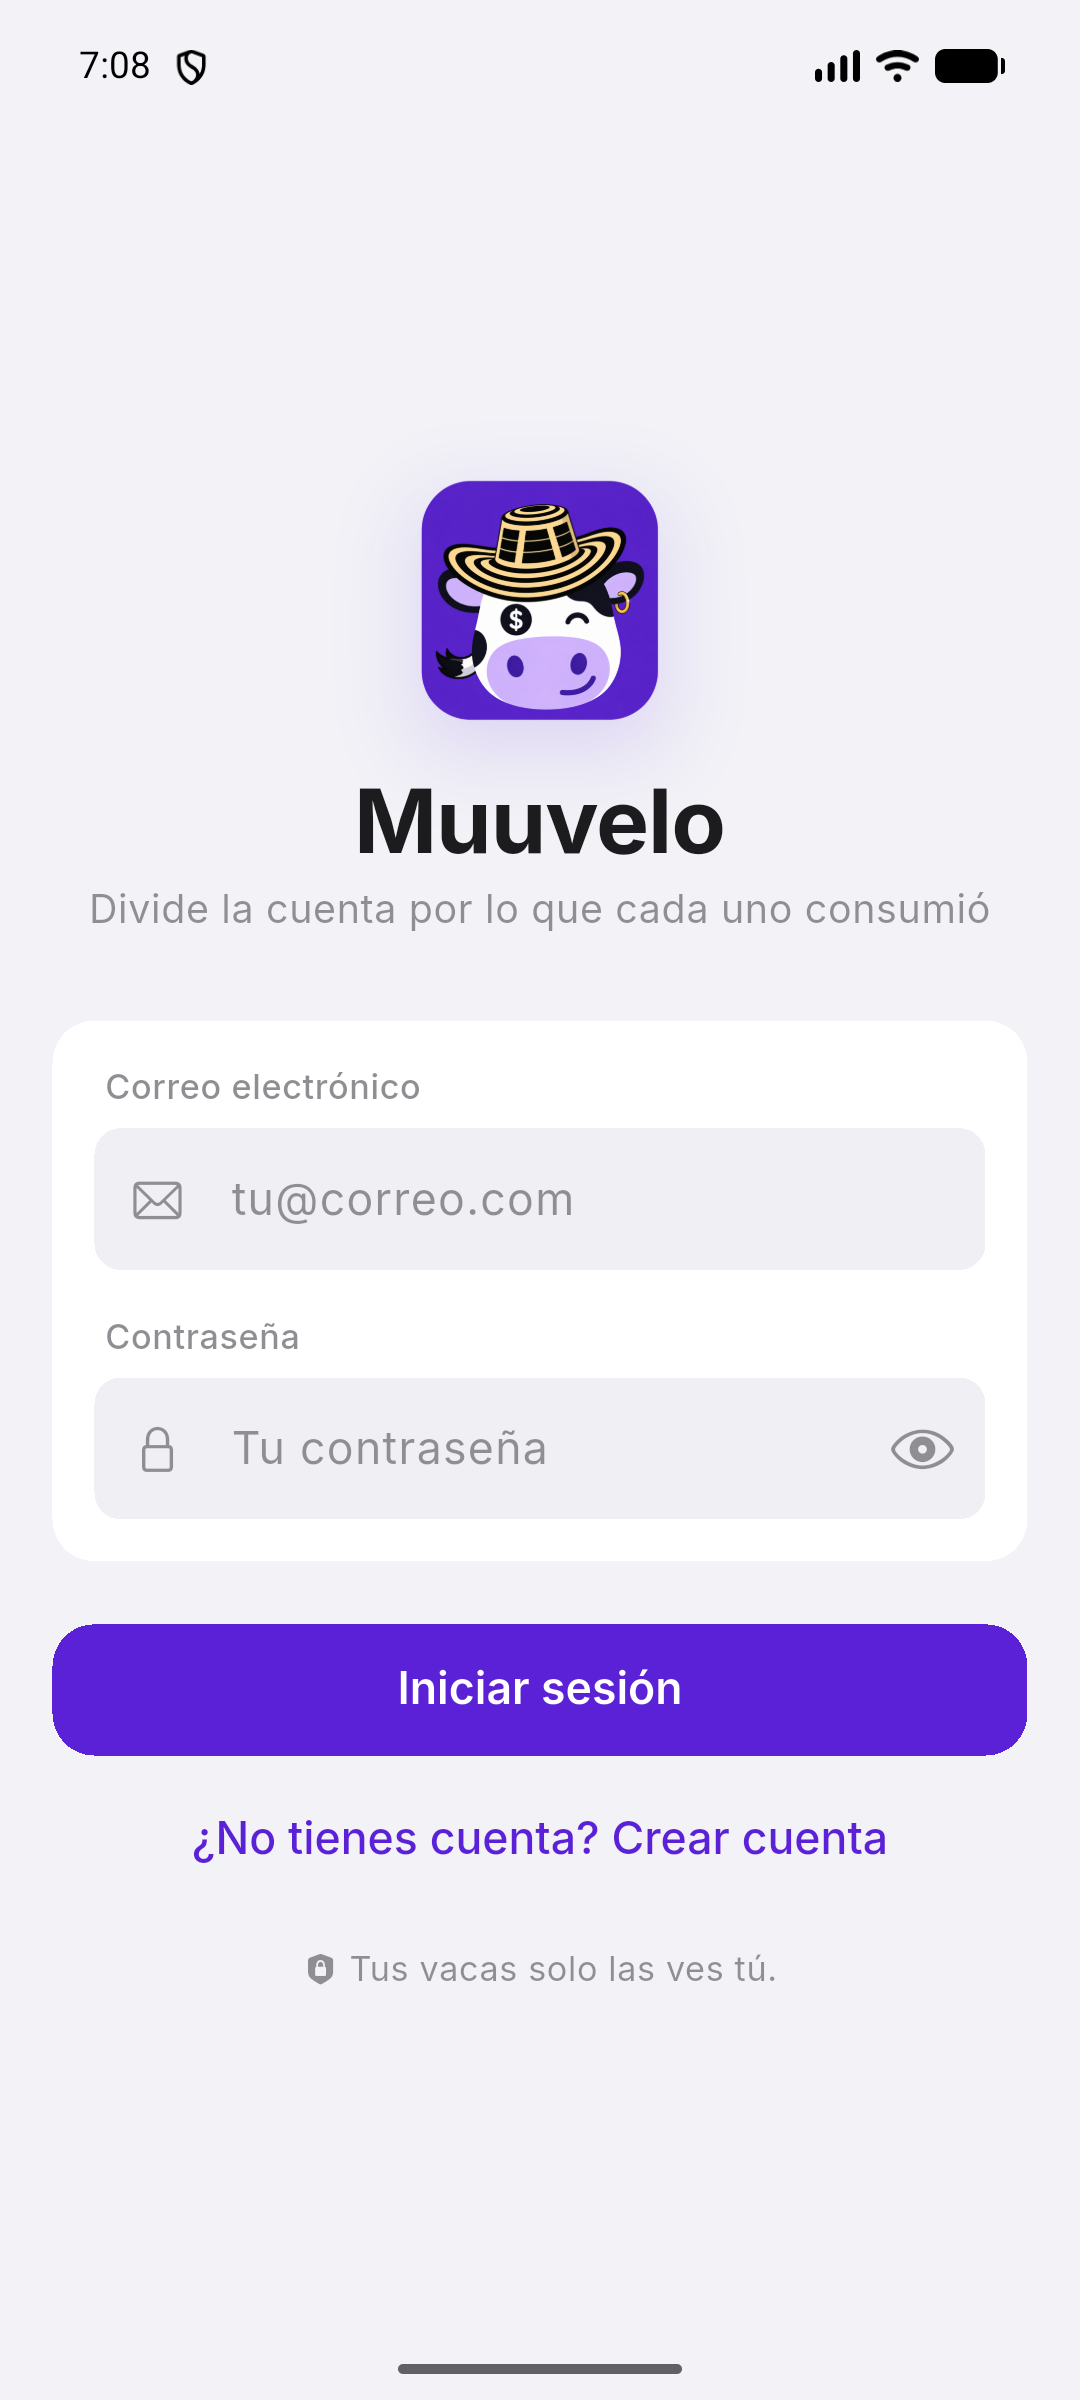 7:08
$
Muuvelo
Divide la cuenta por lo que cada uno consumió
Correo electrónico
tu@correo.com
Contraseña
Tu contraseña
Iniciar sesión
¿No tienes cuenta? Crear cuenta
Tus vacas solo las ves tú.